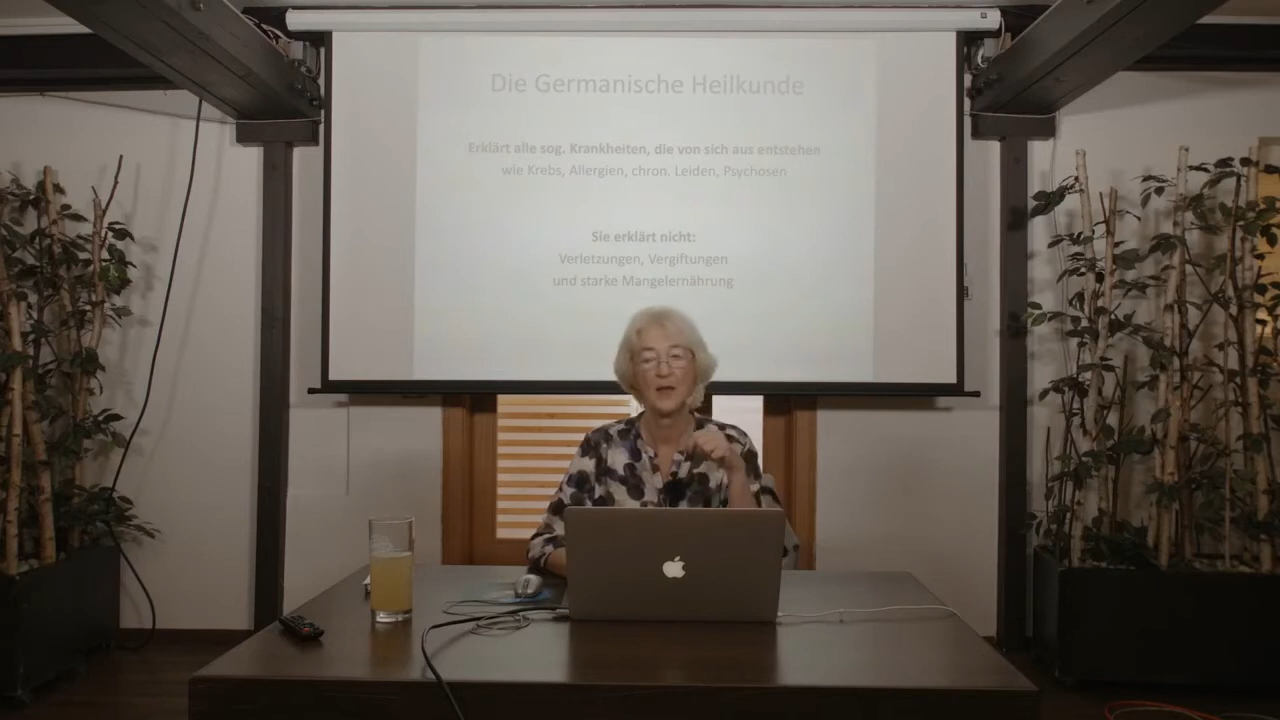 Die Germanische Heilkunde
Erklärt alle sog. Krankheiten, die von sich aus entstehen
wie Krebs, Allergien, chron. Leiden, Psychosen
Sie erklärt nicht:
Verletzungen, Vergiftungen
und starke Mangelernährung